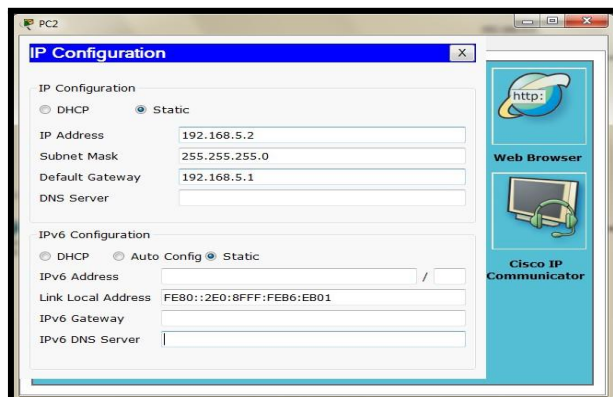 PC2
IP Configuration X
IP Configuration
DHCP Static
IP Address 192.168.5.2
Subnet Mask 255.255.255.0
Default Gateway 192.168.5.1
DNS Server
IPv6 Configuration
DHCP Auto Config Static
IPv6 Address /
Link Local Address FE80::2E0:8FFF:FEB6:EB01
IPv6 Gateway
IPv6 DNS Server
http:
Web Browser
Cisco IP
Communicator